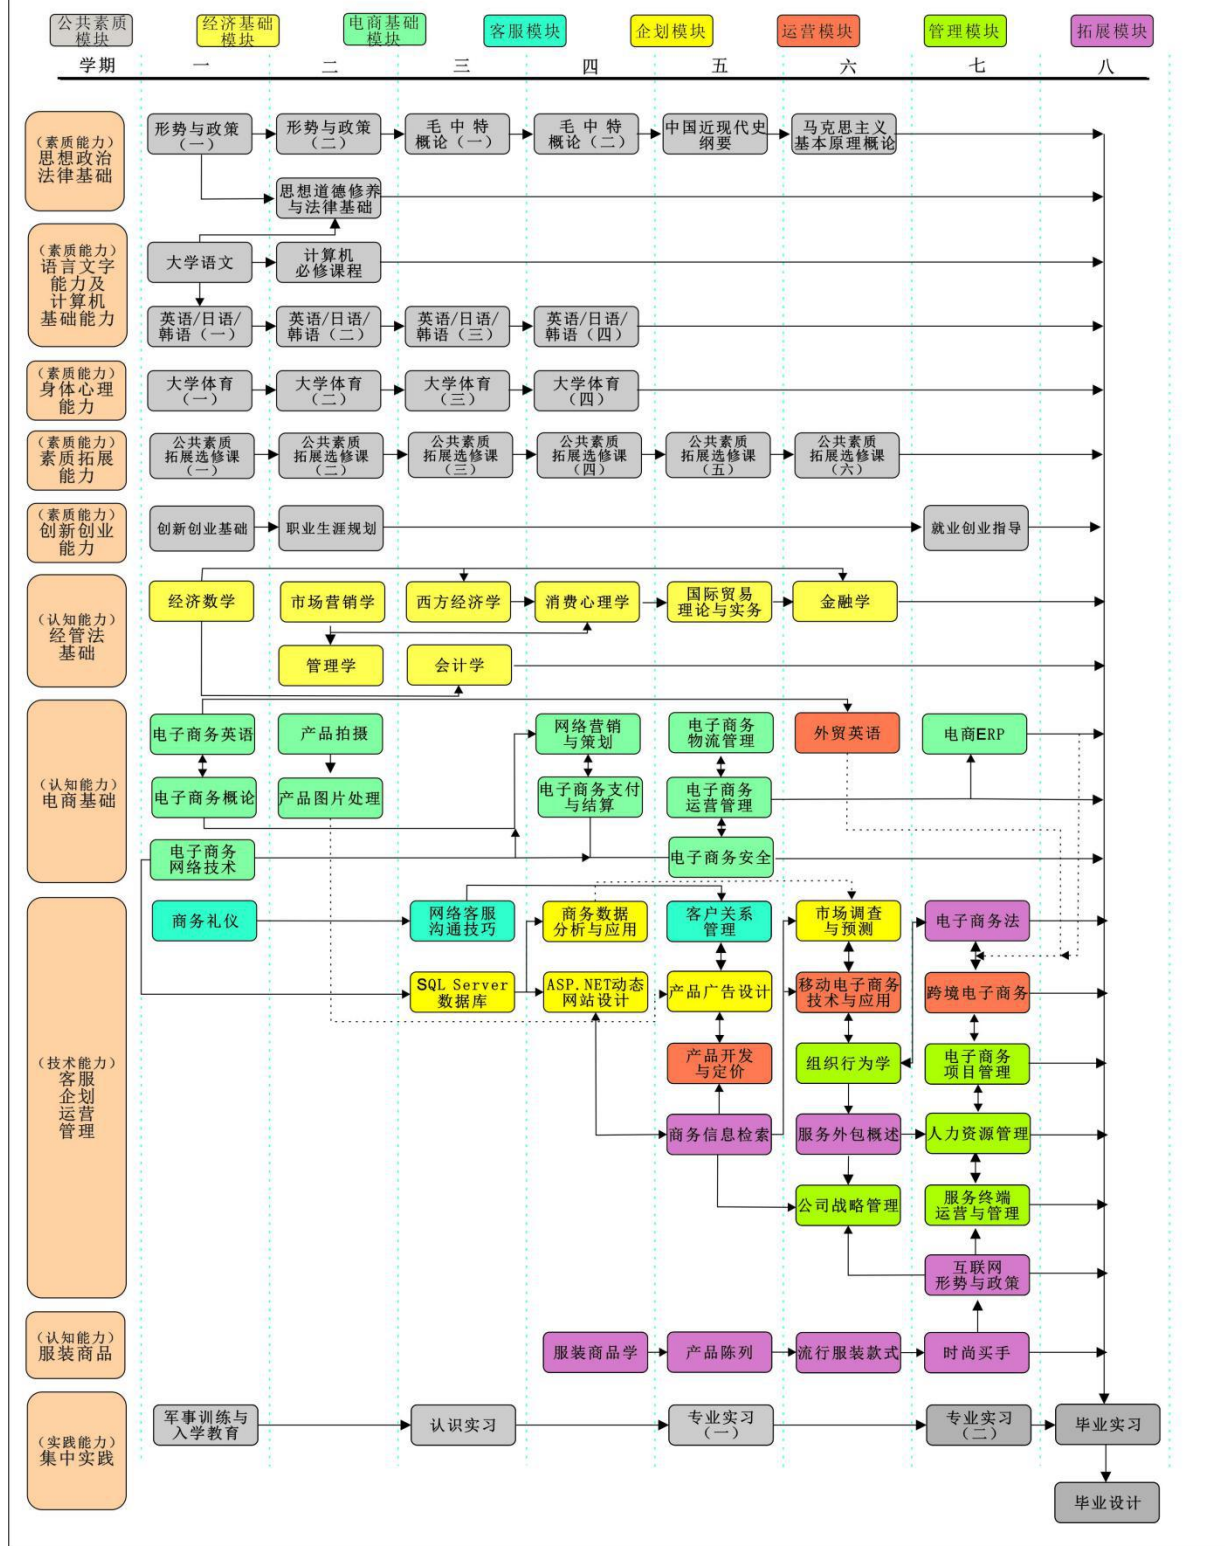 公共素质
模块
经济基础
模块
电商基础
模块
客服模块
企划模块
运营模块
管理模块
拓展模块
学期
一
二
三
四
五
六
七
八
（素质能力）
思想政治
法律基础
形势与政策
（一）
形势与政策
（二）
毛 中 特
概论（一）
毛 中 特
概论（二）
中国近现代史
纲要
马克思主义
基本原理概论
思想道德修养
与法律基础
（素质能力）
语言文字
能力及
计算机
基础能力
大学语文
计算机
必修课程
英语/日语/
韩语（一）
英语/日语/
韩语（二）
英语/日语/
韩语（三）
英语/日语/
韩语（四）
（素质能力）
身体心理
能力
大学体育
（一）
大学体育
（二）
大学体育
（三）
大学体育
（四）
（素质能力）
素质拓展
能力
公共素质
拓展选修课
（一）
公共素质
拓展选修课
（二）
公共素质
拓展选修课
（三）
公共素质
拓展选修课
（四）
公共素质
拓展选修课
（五）
公共素质
拓展选修课
（六）
（素质能力）
创新创业
能力
创新创业基础
职业生涯规划
就业创业指导
（认知能力）
经管法
基础
经济数学
市场营销学
西方经济学
消费心理学
国际贸易
理论与实务
金融学
管理学
会计学
（认知能力）
电商基础
电子商务英语
产品拍摄
网络营销
与策划
电子商务
物流管理
外贸英语
电商ERP
电子商务概论
产品图片处理
电子商务支付
与结算
电子商务
运营管理
电子商务
网络技术
电子商务安全
（技术能力）
客服
企划
运营
管理
商务礼仪
网络客服
沟通技巧
商务数据
分析与应用
客户关系
管理
市场调查
与预测
电子商务法
SQL Server
数据库
ASP.NET动态
网站设计
产品广告设计
移动电子商务
技术与应用
跨境电子商务
产品开发
与定价
组织行为学
电子商务
项目管理
商务信息检索
服务外包概述
人力资源管理
公司战略管理
服务终端
运营与管理
互联网
形势与政策
（认知能力）
服装商品
服装商品学
产品陈列
流行服装款式
时尚买手
（实践能力）
集中实践
军事训练与
入学教育
认识实习
专业实习
（一）
专业实习
（二）
毕业实习
毕业设计